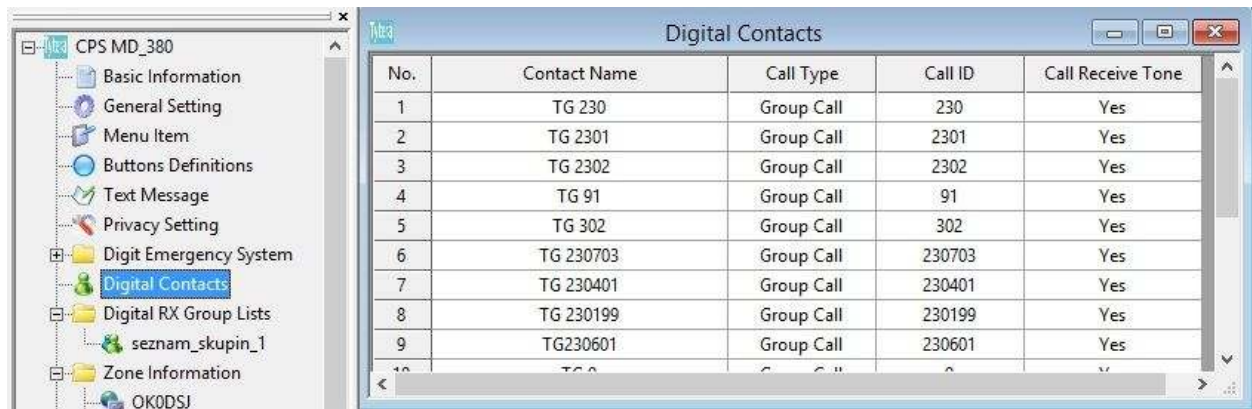 CPS MD_380
Basic Information
General Setting
Menu Item
Buttons Definitions
Text Message
Privacy Setting
Digit Emergency System
Digital Contacts
Digital RX Group Lists
seznam_skupin_1
Zone Information
OK0DSJ
Digital Contacts
No. Contact Name Call Type Call ID Call Receive Tone
1 TG 230 Group Call 230 Yes
2 TG 2301 Group Call 2301 Yes
3 TG 2302 Group Call 2302 Yes
4 TG 91 Group Call 91 Yes
5 TG 302 Group Call 302 Yes
6 TG 230703 Group Call 230703 Yes
7 TG 230401 Group Call 230401 Yes
8 TG 230199 Group Call 230199 Yes
9 TG230601 Group Call 230601 Yes